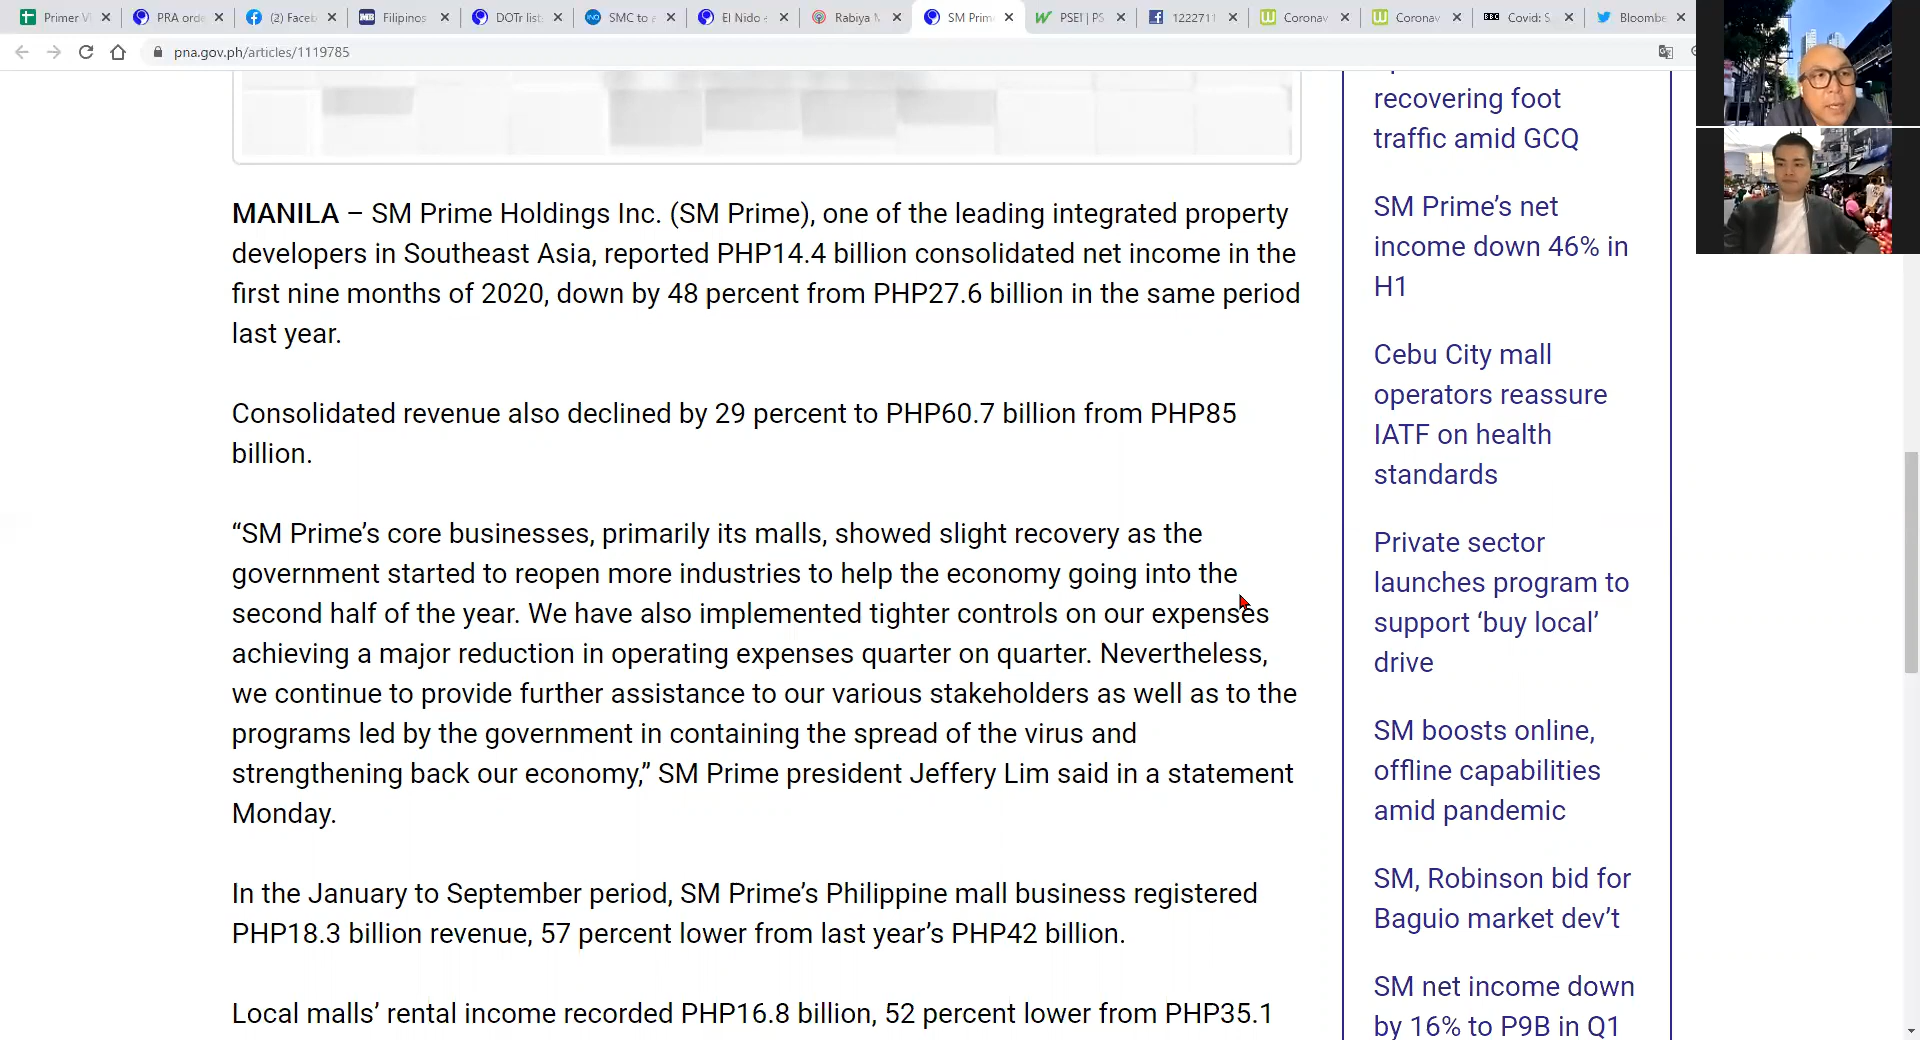 Primer V
PRA orde
(2) Faceb
Filipinos
DOTr list
SMC to
El Nido
Rabiya
SM Prim
PSEI | PS
1222711
Coronav
Coronav
BBC Covid: S
Bloombe
pna.gov.ph/articles/1119785
MANILA – SM Prime Holdings Inc. (SM Prime), one of the leading integrated property
developers in Southeast Asia, reported PHP14.4 billion consolidated net income in the
first nine months of 2020, down by 48 percent from PHP27.6 billion in the same period
last year.
Consolidated revenue also declined by 29 percent to PHP60.7 billion from PHP85
billion.
“SM Prime’s core businesses, primarily its malls, showed slight recovery as the
government started to reopen more industries to help the economy going into the
second half of the year. We have also implemented tighter controls on our expenses
achieving a major reduction in operating expenses quarter on quarter. Nevertheless,
we continue to provide further assistance to our various stakeholders as well as to the
programs led by the government in containing the spread of the virus and
strengthening back our economy,” SM Prime president Jeffery Lim said in a statement
Monday.
In the January to September period, SM Prime’s Philippine mall business registered
PHP18.3 billion revenue, 57 percent lower from last year’s PHP42 billion.
Local malls’ rental income recorded PHP16.8 billion, 52 percent lower from PHP35.1
recovering foot
traffic amid GCQ
SM Prime’s net
income down 46% in
H1
Cebu City mall
operators reassure
IATF on health
standards
Private sector
launches program to
support ‘buy local’
drive
SM boosts online,
offline capabilities
amid pandemic
SM, Robinson bid for
Baguio market dev’t
SM net income down
by 16% to P9B in Q1